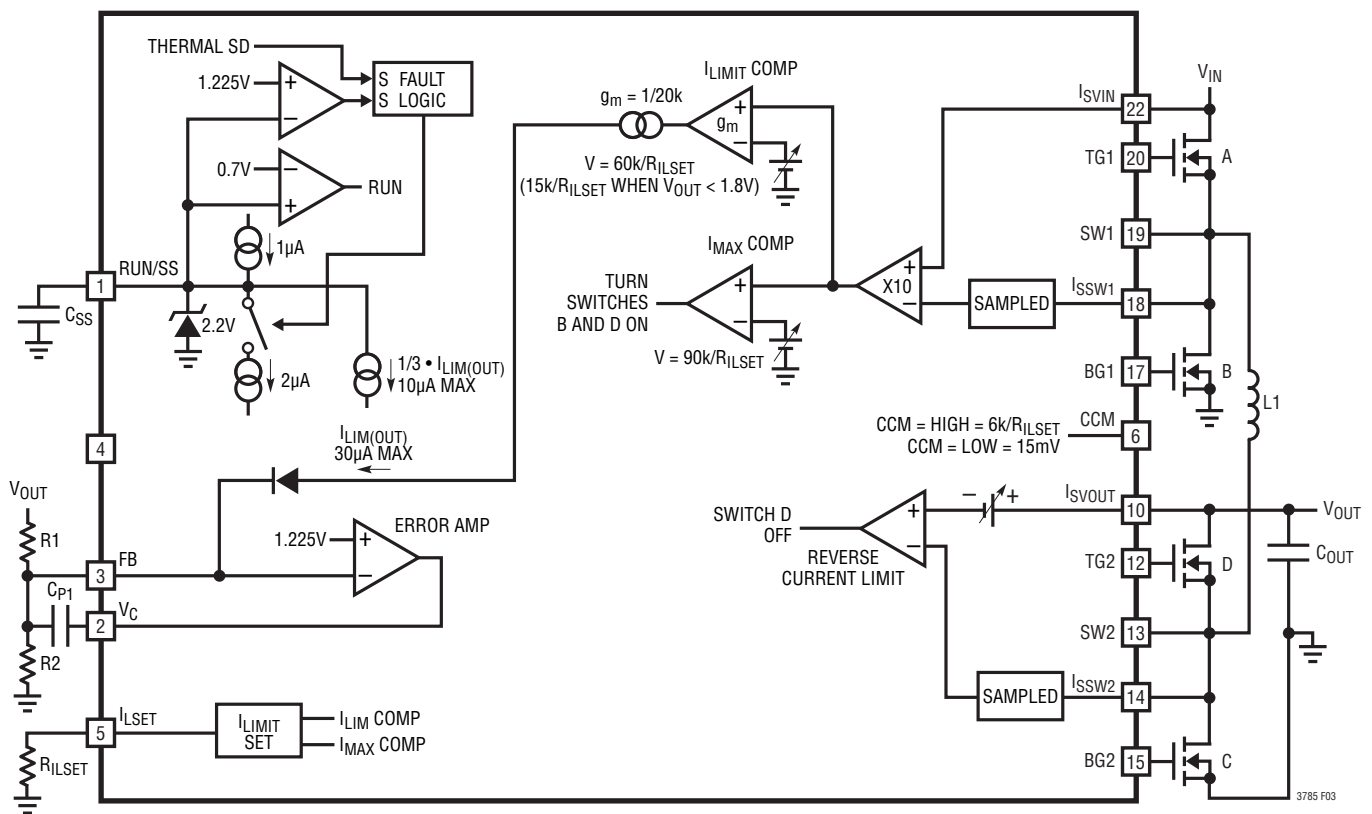 THERMAL SD
1.225V
+
–
S FAULT
S LOGIC
0.7V
–
+
RUN
1µA
RUN/SS
1
CSS
2.2V
2µA
1/3 • ILIM(OUT)
10µA MAX
ILIM(OUT)
30µA MAX
4
VOUT
R1
1.225V
+
–
ERROR AMP
FB
3
CP1
VC
2
R2
ILSET
5
RILSET
ILIMIT
SET
ILIM COMP
IMAX COMP
gm = 1/20k
ILIMIT COMP
+
gm
–
V = 60k/RILSET
(15k/RILSET WHEN VOUT < 1.8V)
IMAX COMP
TURN
SWITCHES
B AND D ON
+
–
V = 90k/RILSET
+
X10
–
SAMPLED
ISVIN
22
VIN
TG1
20
A
SW1
19
ISSW1
18
BG1
17
B
L1
CCM = HIGH = 6k/RILSET
CCM = LOW = 15mV
CCM
6
SWITCH D
OFF
+
–
REVERSE
CURRENT LIMIT
–
+
ISVOUT
10
VOUT
TG2
12
D
COUT
SW2
13
SAMPLED
ISSW2
14
BG2
15
C
3785 F03